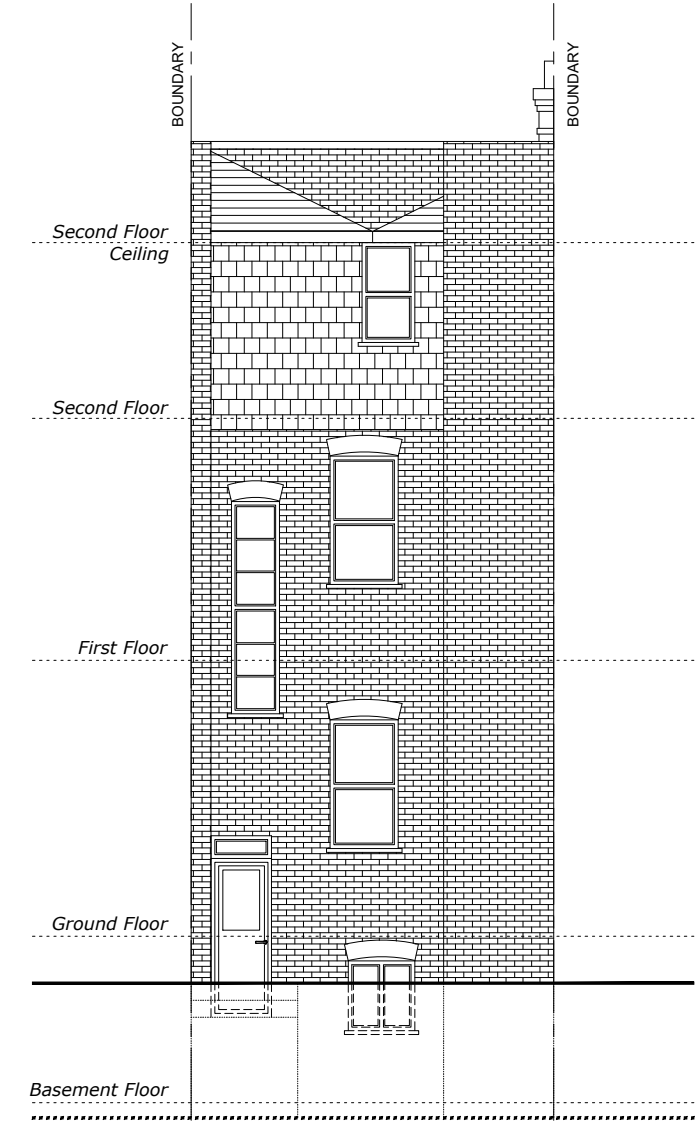 BOUNDARY
BOUNDARY
Second Floor
Ceiling
Second Floor
First Floor
Ground Floor
Basement Floor